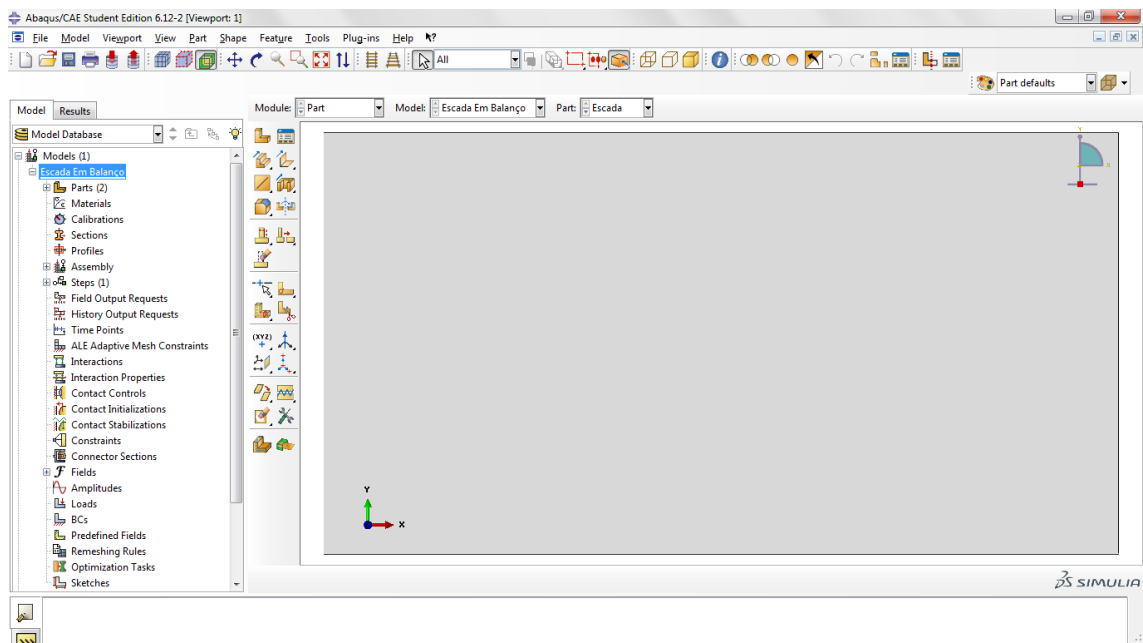 Abaqus/CAE Student Edition 6.12-2 [Viewport: 1]
File Model Viewport View Part Shape Feature Tools Plug-ins Help
All
Part defaults
Model Results
Module: Part Model: Escada Em Balanço Part: Escada
Model Database
Models (1)
Escada Em Balanço
Parts (2)
Materials
Calibrations
Sections
Profiles
Assembly
Steps (1)
Field Output Requests
History Output Requests
Time Points
ALE Adaptive Mesh Constraints
Interactions
Interaction Properties
Contact Controls
Contact Initializations
Contact Stabilizations
Constraints
Connector Sections
Fields
Amplitudes
Loads
BCs
Predefined Fields
Remeshing Rules
Optimization Tasks
Sketches
(XYZ)
Y
X
Y
X
SIMULIA